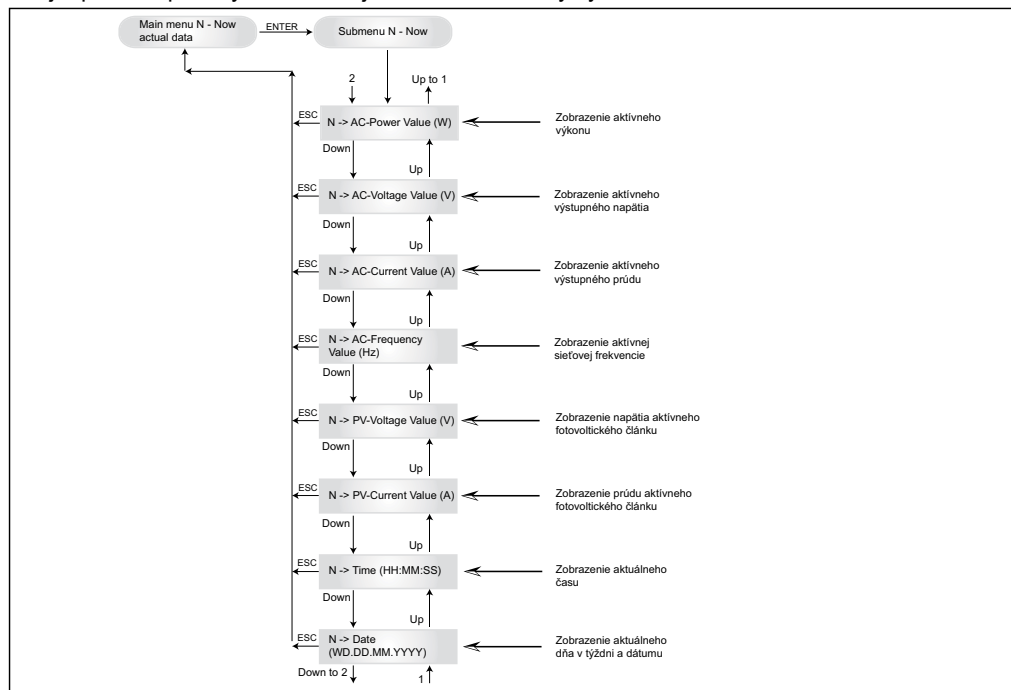 Main menu N - Now
actual data
ENTER
Submenu N - Now
2
Up to 1
ESC
N -> AC-Power Value (W)
Zobrazenie aktívneho
výkonu
Down
Up
ESC
N -> AC-Voltage Value (V)
Zobrazenie aktívneho
výstupného napätia
Down
Up
ESC
N -> AC-Current Value (A)
Zobrazenie aktívneho
výstupného prúdu
Down
Up
ESC
N -> AC-Frequency
Value (Hz)
Zobrazenie aktívnej
sieťovej frekvencie
Down
Up
ESC
N -> PV-Voltage Value (V)
Zobrazenie napätia aktívneho
fotovoltického článku
Down
Up
ESC
N -> PV-Current Value (A)
Zobrazenie prúdu aktívneho
fotovoltického článku
Down
Up
ESC
N -> Time (HH:MM:SS)
Zobrazenie aktuálneho
času
Down
Up
ESC
N -> Date
(WD.DD.MM.YYYY)
Zobrazenie aktuálneho
dňa v týždni a dátumu
Down to 2
1